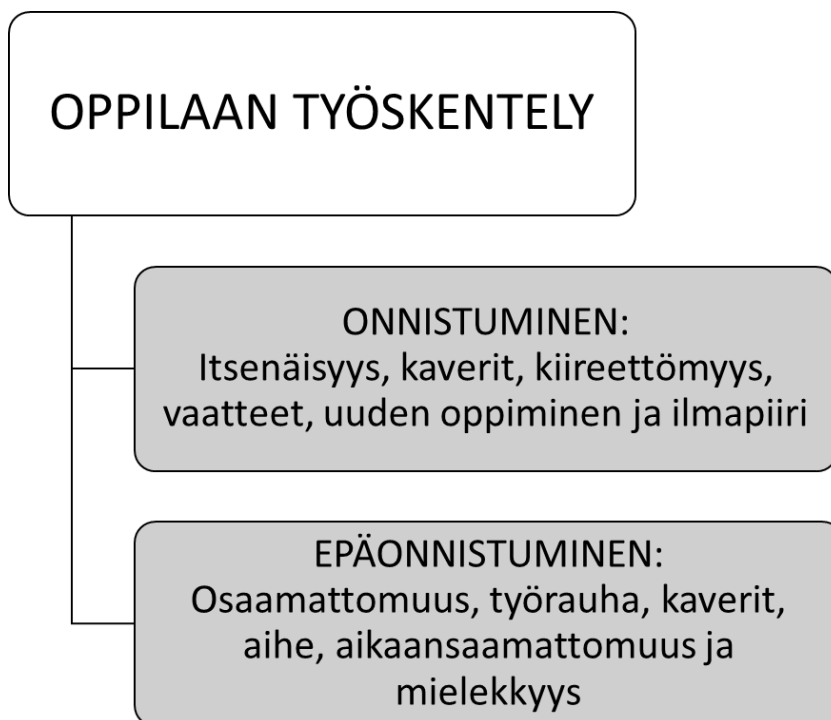 OPPILAAN TYÖSKENTELY
ONNISTUMINEN:
Itsenäisyys, kaverit, kiireettömyys,
vaatteet, uuden oppiminen ja ilmapiiri
EPÄONNISTUMINEN:
Osaamattomuus, työrauha, kaverit,
aihe, aikaansaamattomuus ja
mielekkyys